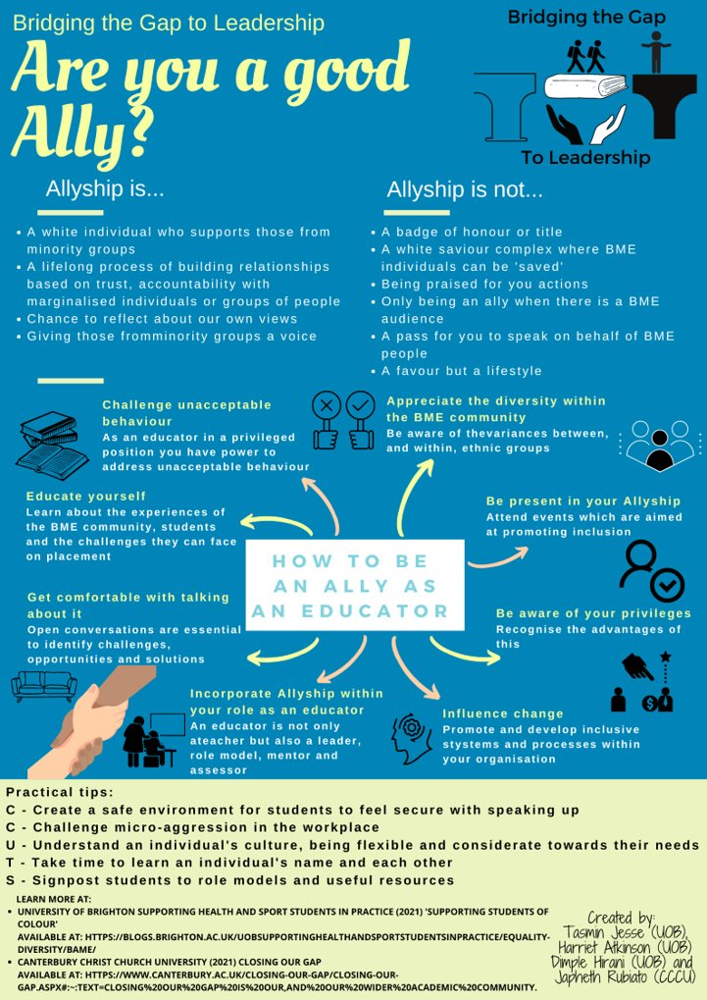 Bridging the Gap to Leadership
Are you a good
Ally?
Bridging the Gap
To Leadership
Allyship is...
• A white individual who supports those from
minority groups
• A lifelong process of building relationships
based on trust, accountability with
marginalised individuals or groups of people
• Chance to reflect about our own views
• Giving those fromminority groups a voice
Allyship is not...
• A badge of honour or title
• A white saviour complex where BME
individuals can be 'saved'
• Being praised for you actions
• Only being an ally when there is a BME
audience
• A pass for you to speak on behalf of BME
people
• A favour but a lifestyle
Challenge unacceptable
behaviour
As an educator in a privileged
position you have power to
address unacceptable behaviour
Appreciate the diversity within
the BME community
Be aware of thevariances between,
and within, ethnic groups
Educate yourself
Learn about the experiences of
the BME community, students
and the challenges they can face
on placement
Be present in your Allyship
Attend events which are aimed
at promoting inclusion
HOW TO BE
AN ALLY AS
AN EDUCATOR
Get comfortable with talking
about it
Open conversations are essential
to identify challenges,
opportunities and solutions
Be aware of your privileges
Recognise the advantages of
this
Incorporate Allyship within
your role as an educator
An educator is not only
ateacher but also a leader,
role model, mentor and
assessor
Influence change
Promote and develop inclusive
stystems and processes within
your organisation
Practical tips:
C - Create a safe environment for students to feel secure with speaking up
C - Challenge micro-aggression in the workplace
U - Understand an individual's culture, being flexible and considerate towards their needs
T - Take time to learn an individual's name and each other
S - Signpost students to role models and useful resources
LEARN MORE AT:
• UNIVERSITY OF BRIGHTON SUPPORTING HEALTH AND SPORT STUDENTS IN PRACTICE (2021) 'SUPPORTING STUDENTS OF
COLOUR'
AVAILABLE AT: HTTPS://BLOGS.BRIGHTON.AC.UK/UOBSUPPORTINGHEALTHANDSPORTSTUDENTSINPRACTICE/EQUALITY-
DIVERSITY/BAME/
• CANTERBURY CHRIST CHURCH UNIVERSITY (2021) CLOSING OUR GAP
AVAILABLE AT: HTTPS://WWW.CANTERBURY.AC.UK/CLOSING-OUR-GAP/CLOSING-OUR-
GAP.ASPX#:~:TEXT=CLOSING%20OUR%20GAP%20IS%20OUR,AND%20OUR%20WIDER%20ACADEMIC%20COMMUNITY.
Created by:
Tasmin Jesse (UOB),
Harriet Atkinson (UOB)
Dimple Hirani (UOB) and
Japheth Rubiato (CCCU)